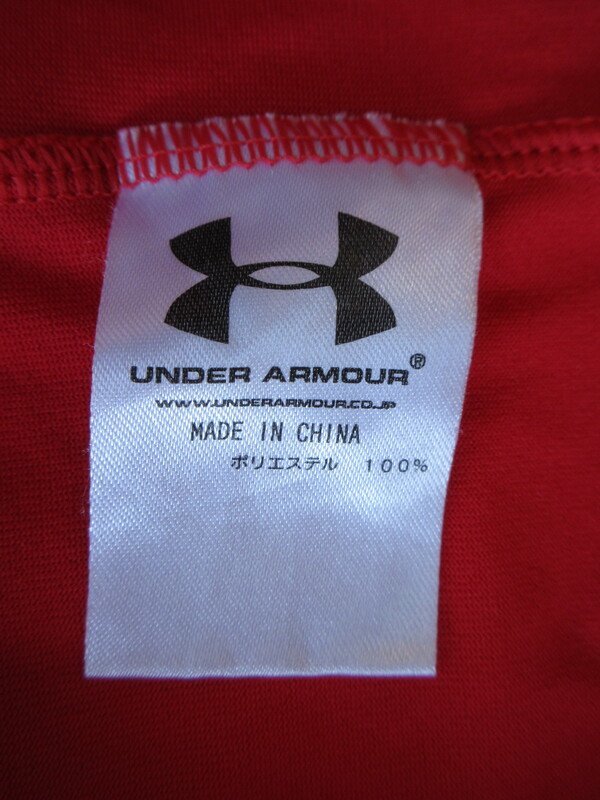 UNDER ARMOUR®
WWW.UNDERARMOUR.CO.JP
MADE IN CHINA
ポリエステル 100%